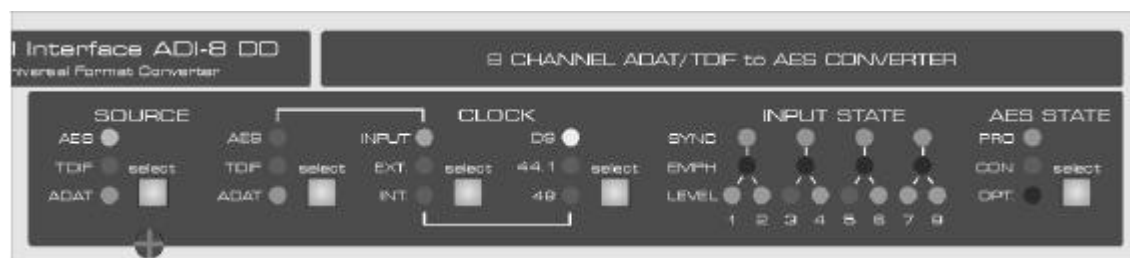 l Interface ADI-8 DD
niversal Format Converter
8 CHANNEL ADAT/TDIF to AES CONVERTER
SOURCE
CLOCK
INPUT STATE
AES STATE
AES
AES
INPUT
DS
SYNC
PRO
TDIF
select
TDIF
select
EXT.
select
44.1
select
EMPH
CON
select
ADAT
ADAT
INT.
48
LEVEL
OPT.
1 2 3 4 5 6 7 8